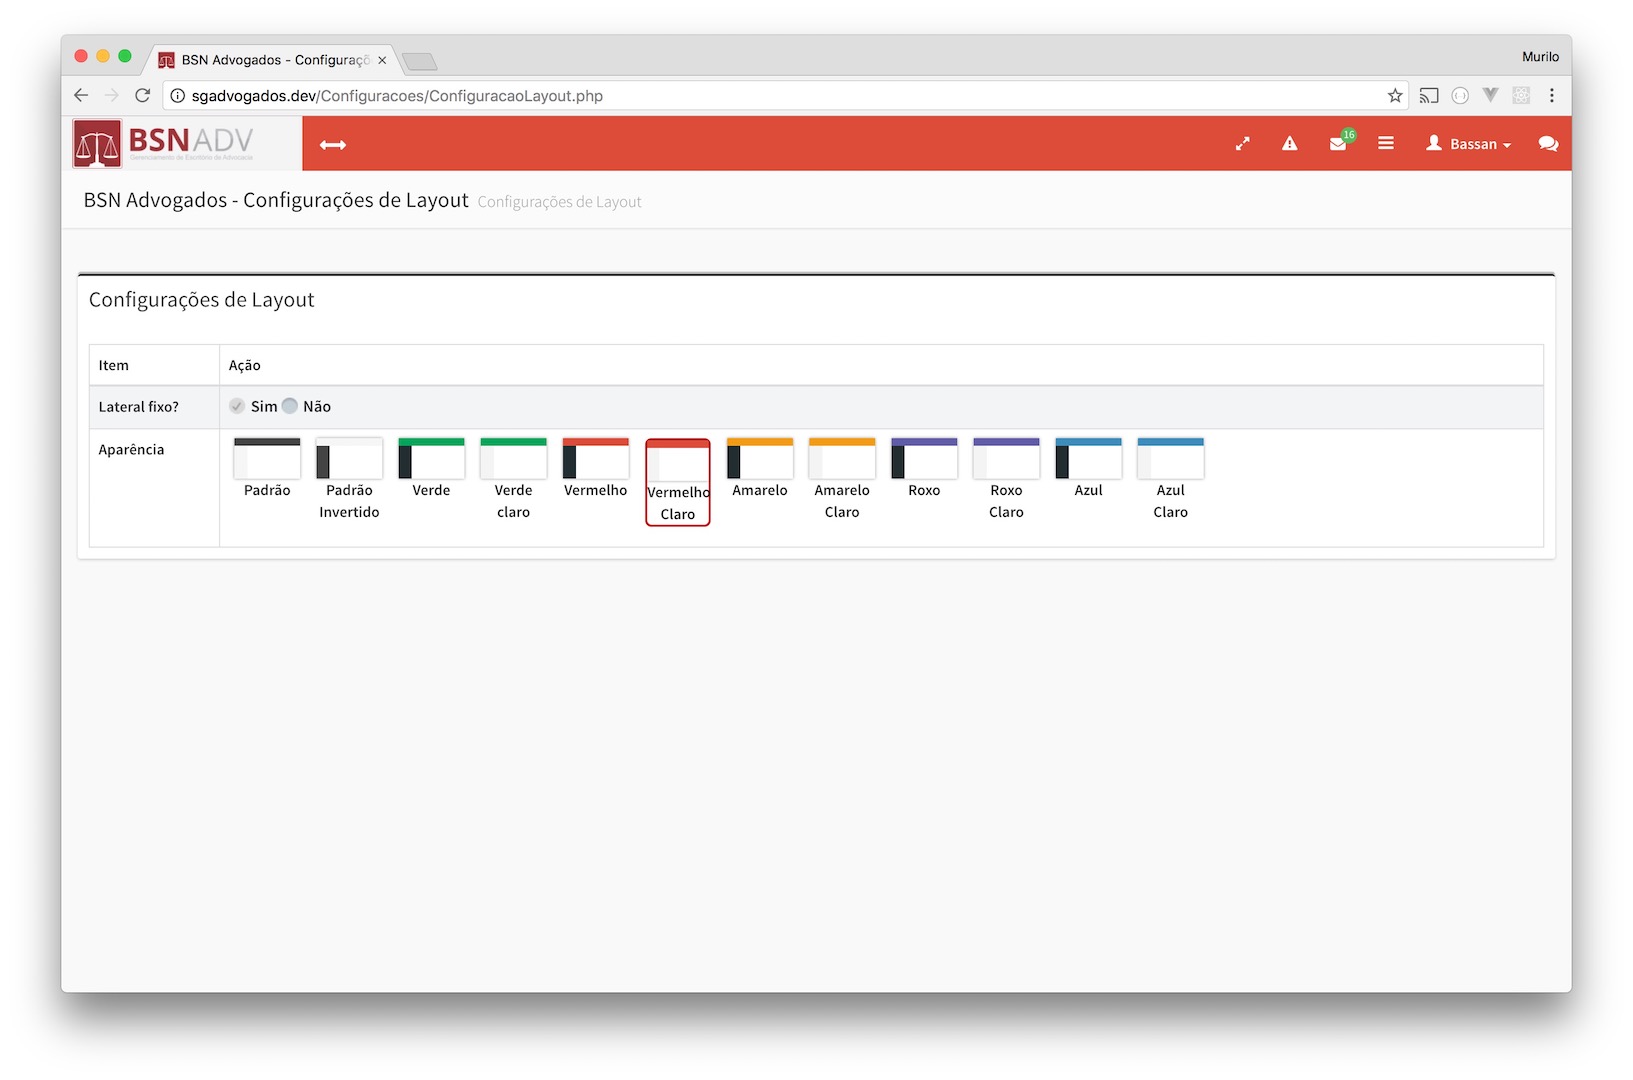 BSN Advogados - Configuraçõ
Murilo
sgadvogados.dev/Configuracoes/ConfiguracaoLayout.php
BSNADV
Gerenciamento de Escritório de Advocacia
16
Bassan
BSN Advogados - Configurações de Layout Configurações de Layout
Configurações de Layout
Item Ação
Lateral fixo? Sim Não
Aparência
Padrão
Padrão
Invertido
Verde
Verde
claro
Vermelho
Vermelho
Claro
Amarelo
Amarelo
Claro
Roxo
Roxo
Claro
Azul
Azul
Claro